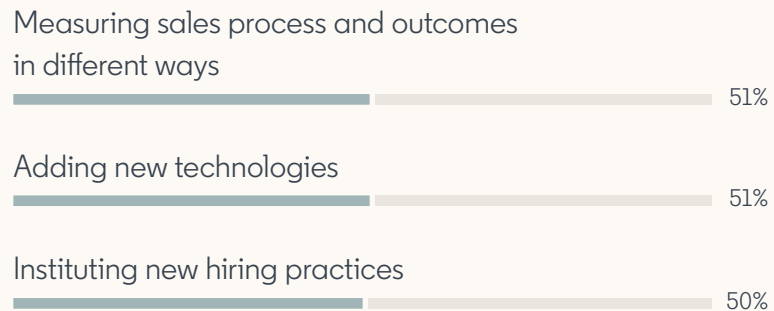 Measuring sales process and outcomes
in different ways
51%
Adding new technologies
51%
Instituting new hiring practices
50%